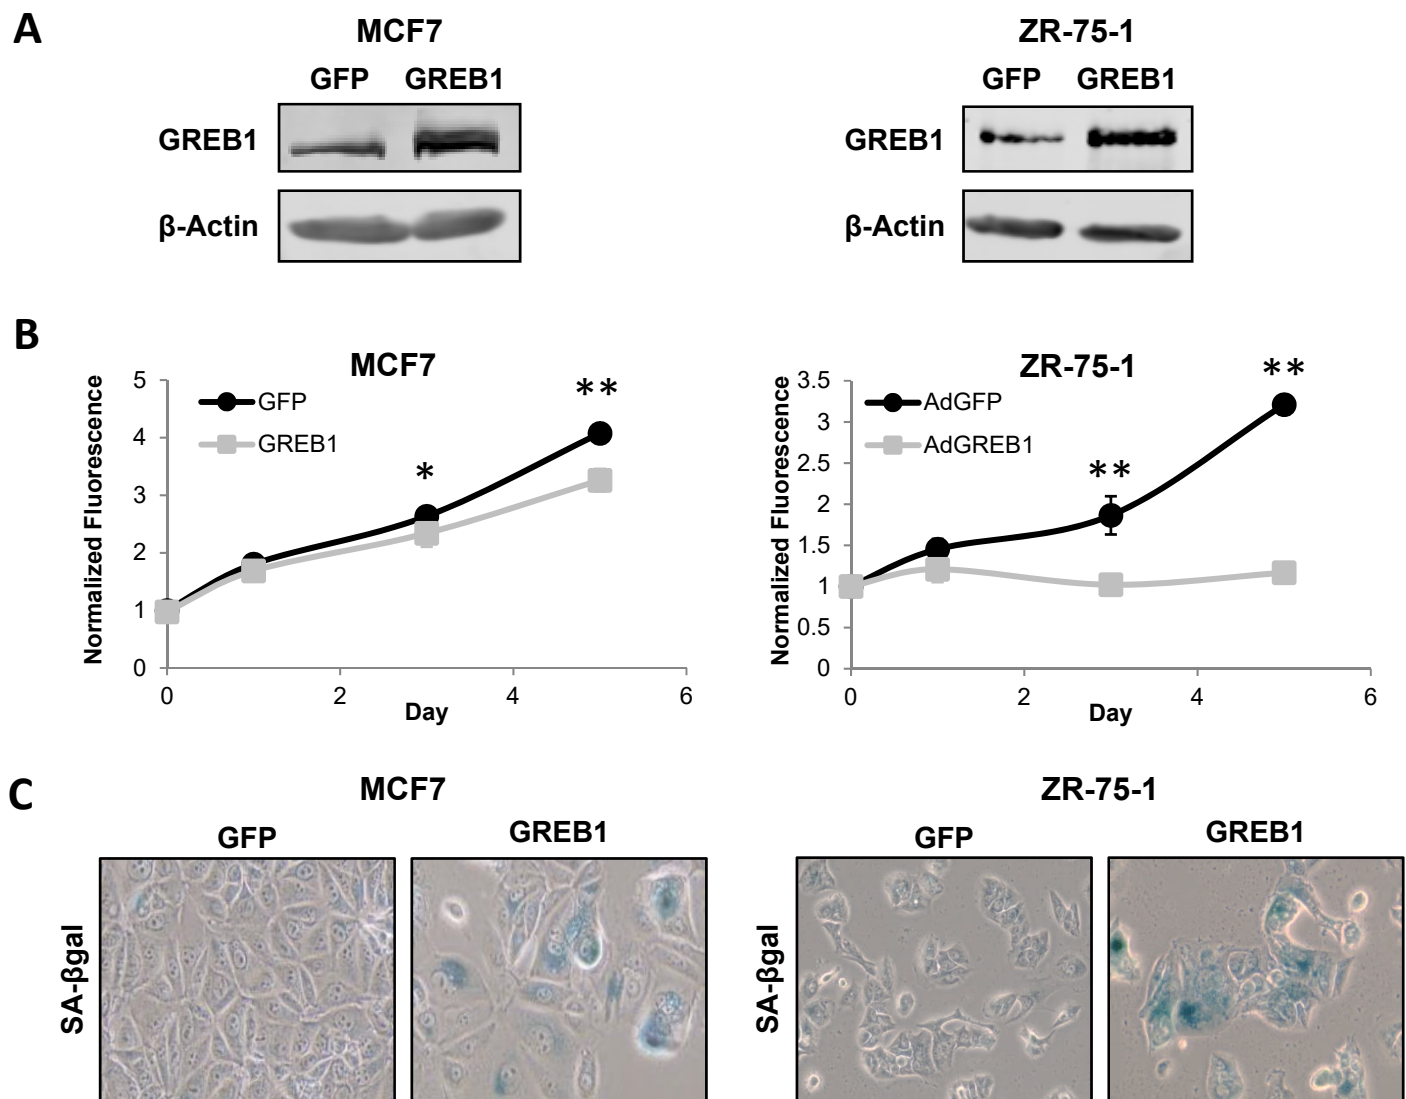 A
MCF7
GFP GREB1
GREB1
β-Actin
ZR-75-1
GFP GREB1
GREB1
β-Actin
B
MCF7
Normalized Fluorescence
5
4
3
2
1
0
GFP
GREB1
*
**
0 2 4 6
Day
ZR-75-1
Normalized Fluorescence
3.5
3
2.5
2
1.5
1
0.5
0
AdGFP
AdGREB1
**
**
0 2 4 6
Day
C
MCF7
GFP GREB1
SA-βgal
ZR-75-1
GFP GREB1
SA-βgal